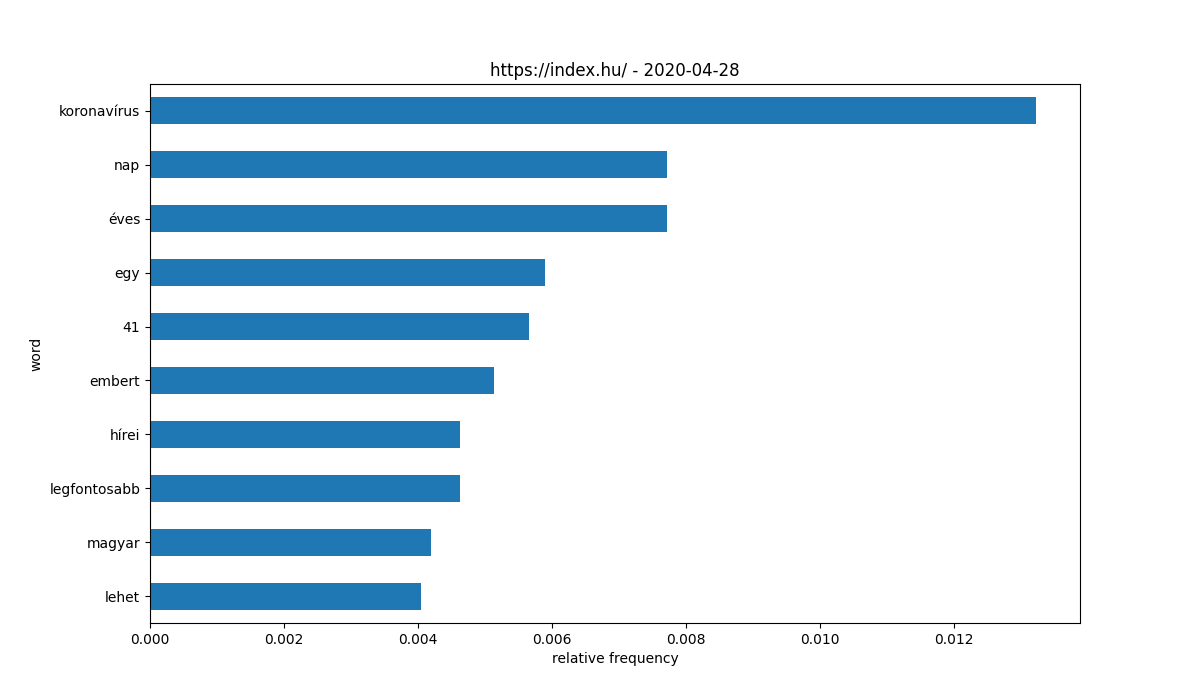 https://index.hu/ - 2020-04-28
koronavírus
nap
éves
egy
41
embert
hírei
legfontosabb
magyar
lehet
word
0.000 0.002 0.004 0.006 0.008 0.010 0.012
relative frequency